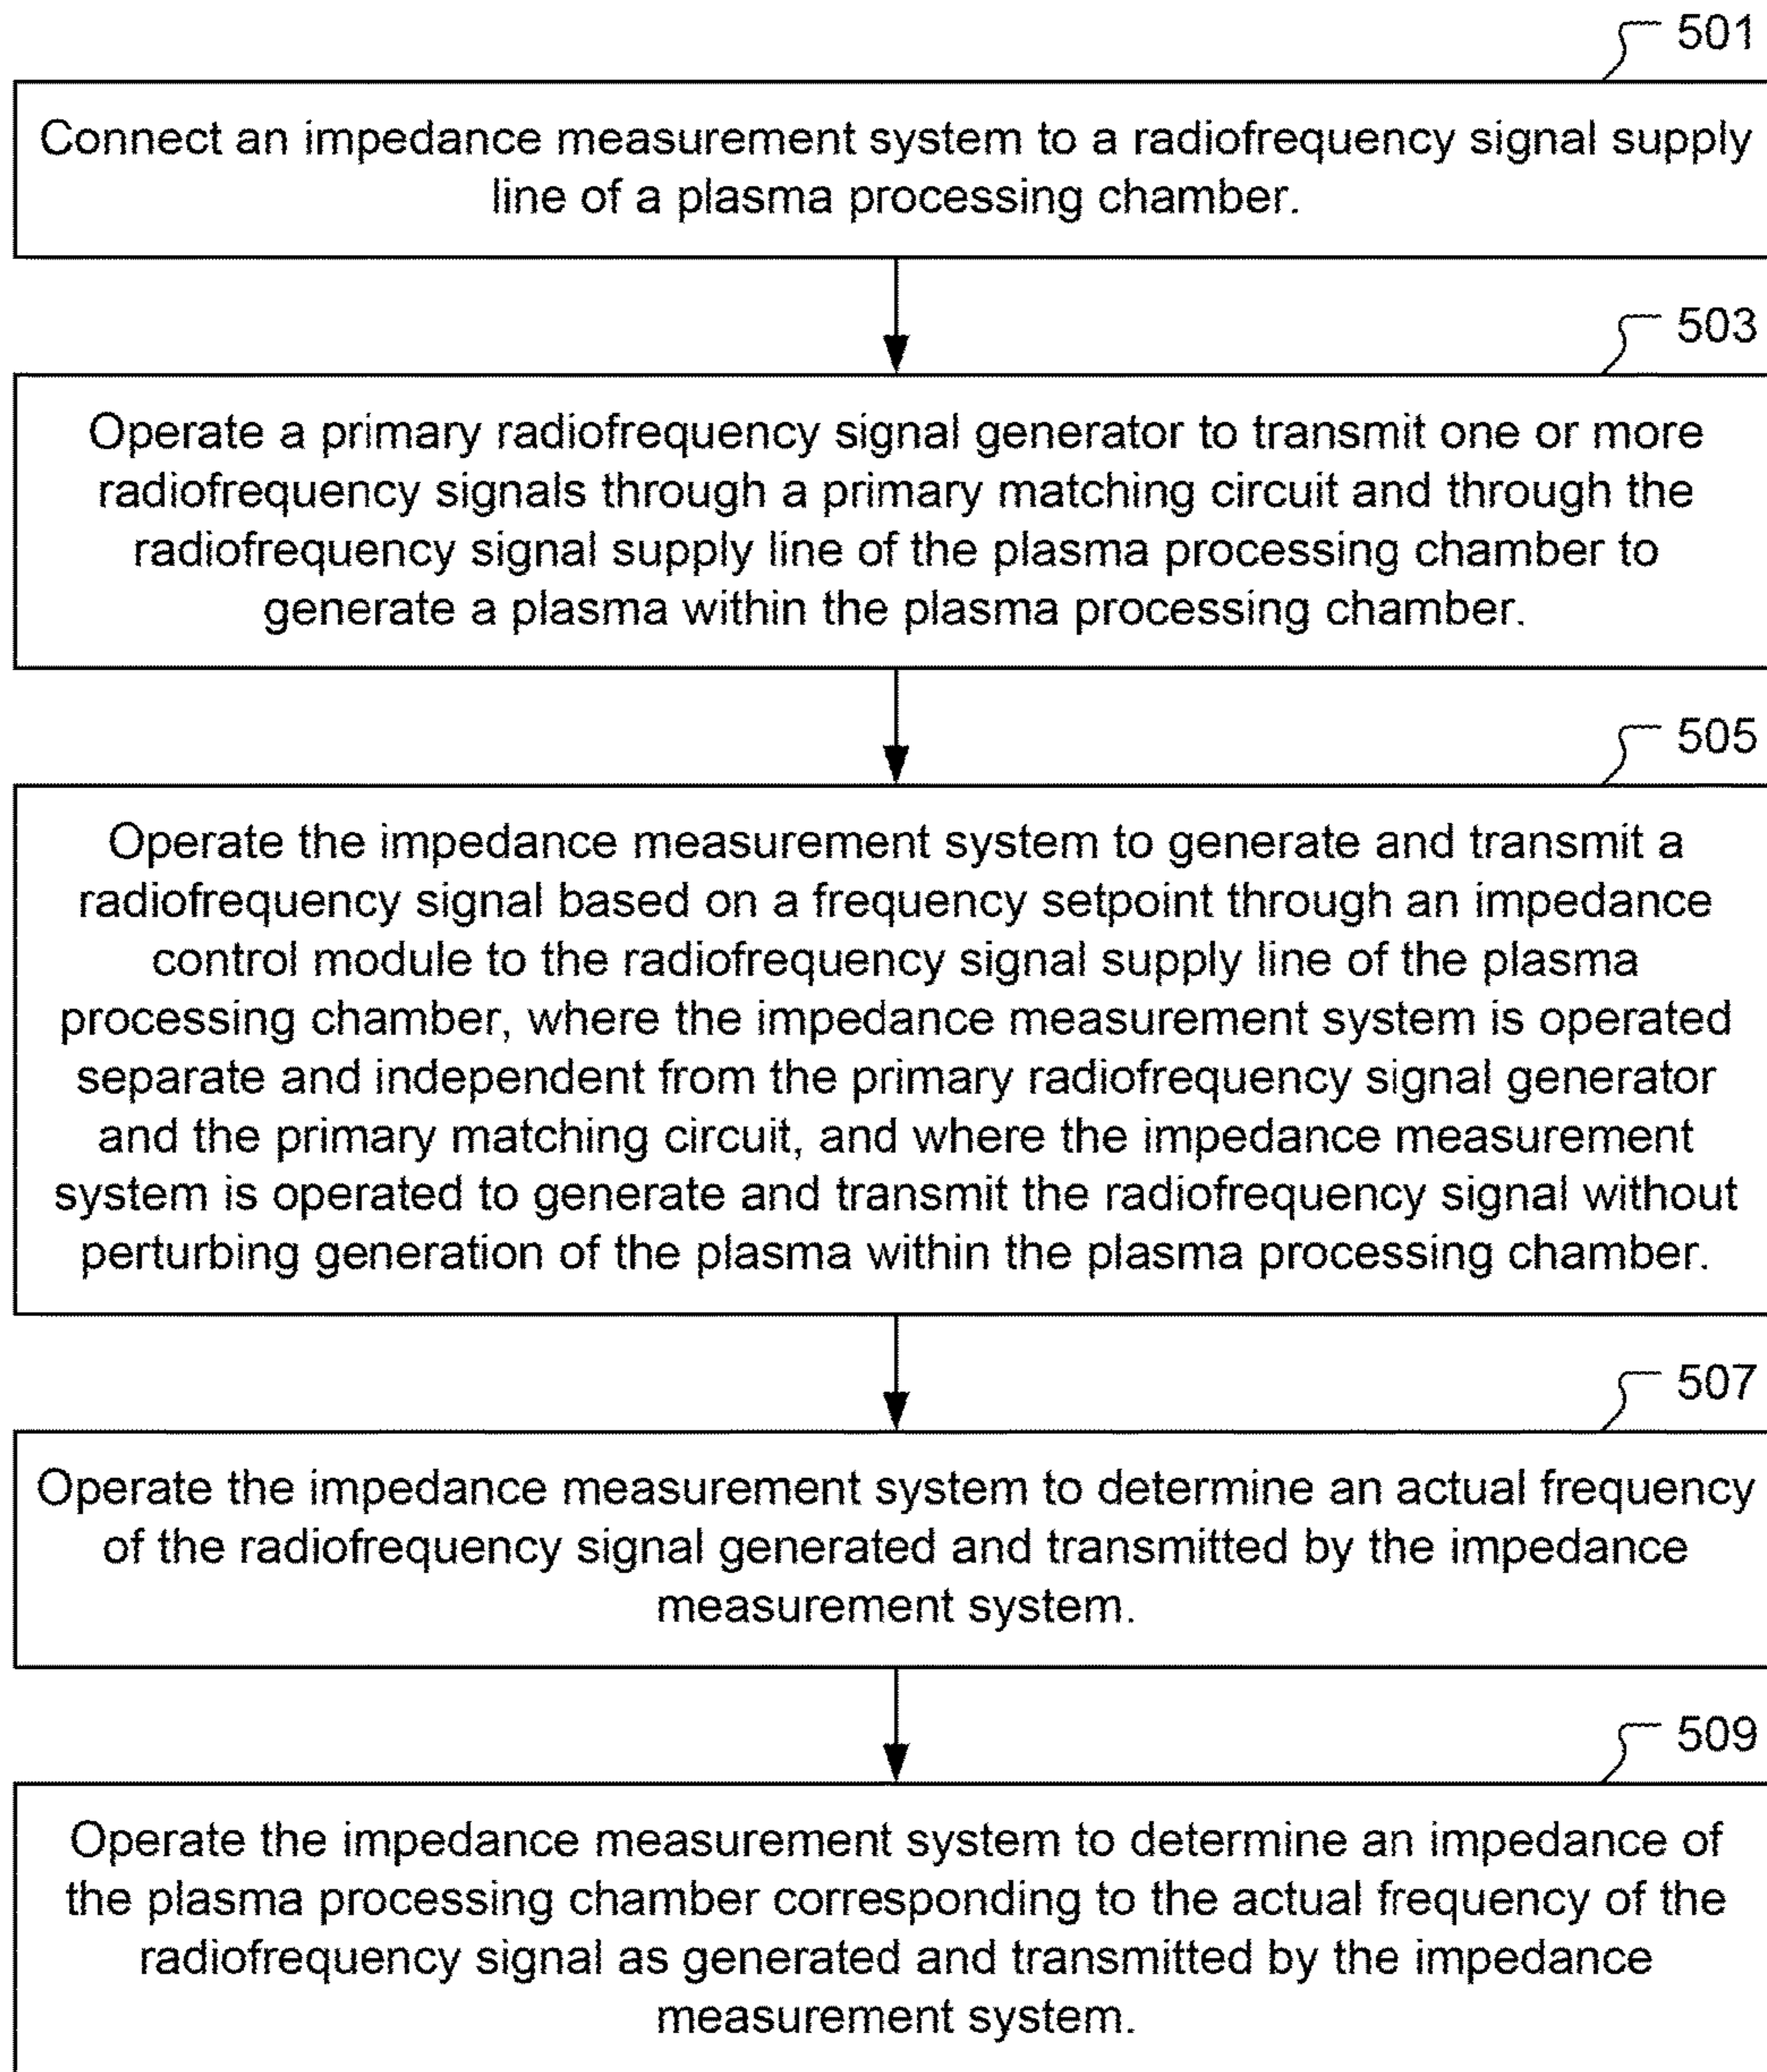 501
Connect an impedance measurement system to a radiofrequency signal supply
line of a plasma processing chamber.
503
Operate a primary radiofrequency signal generator to transmit one or more
radiofrequency signals through a primary matching circuit and through the
radiofrequency signal supply line of the plasma processing chamber to
generate a plasma within the plasma processing chamber.
505
Operate the impedance measurement system to generate and transmit a
radiofrequency signal based on a frequency setpoint through an impedance
control module to the radiofrequency signal supply line of the plasma
processing chamber, where the impedance measurement system is operated
separate and independent from the primary radiofrequency signal generator
and the primary matching circuit, and where the impedance measurement
system is operated to generate and transmit the radiofrequency signal without
perturbing generation of the plasma within the plasma processing chamber.
507
Operate the impedance measurement system to determine an actual frequency
of the radiofrequency signal generated and transmitted by the impedance
measurement system.
509
Operate the impedance measurement system to determine an impedance of
the plasma processing chamber corresponding to the actual frequency of the
radiofrequency signal as generated and transmitted by the impedance
measurement system.